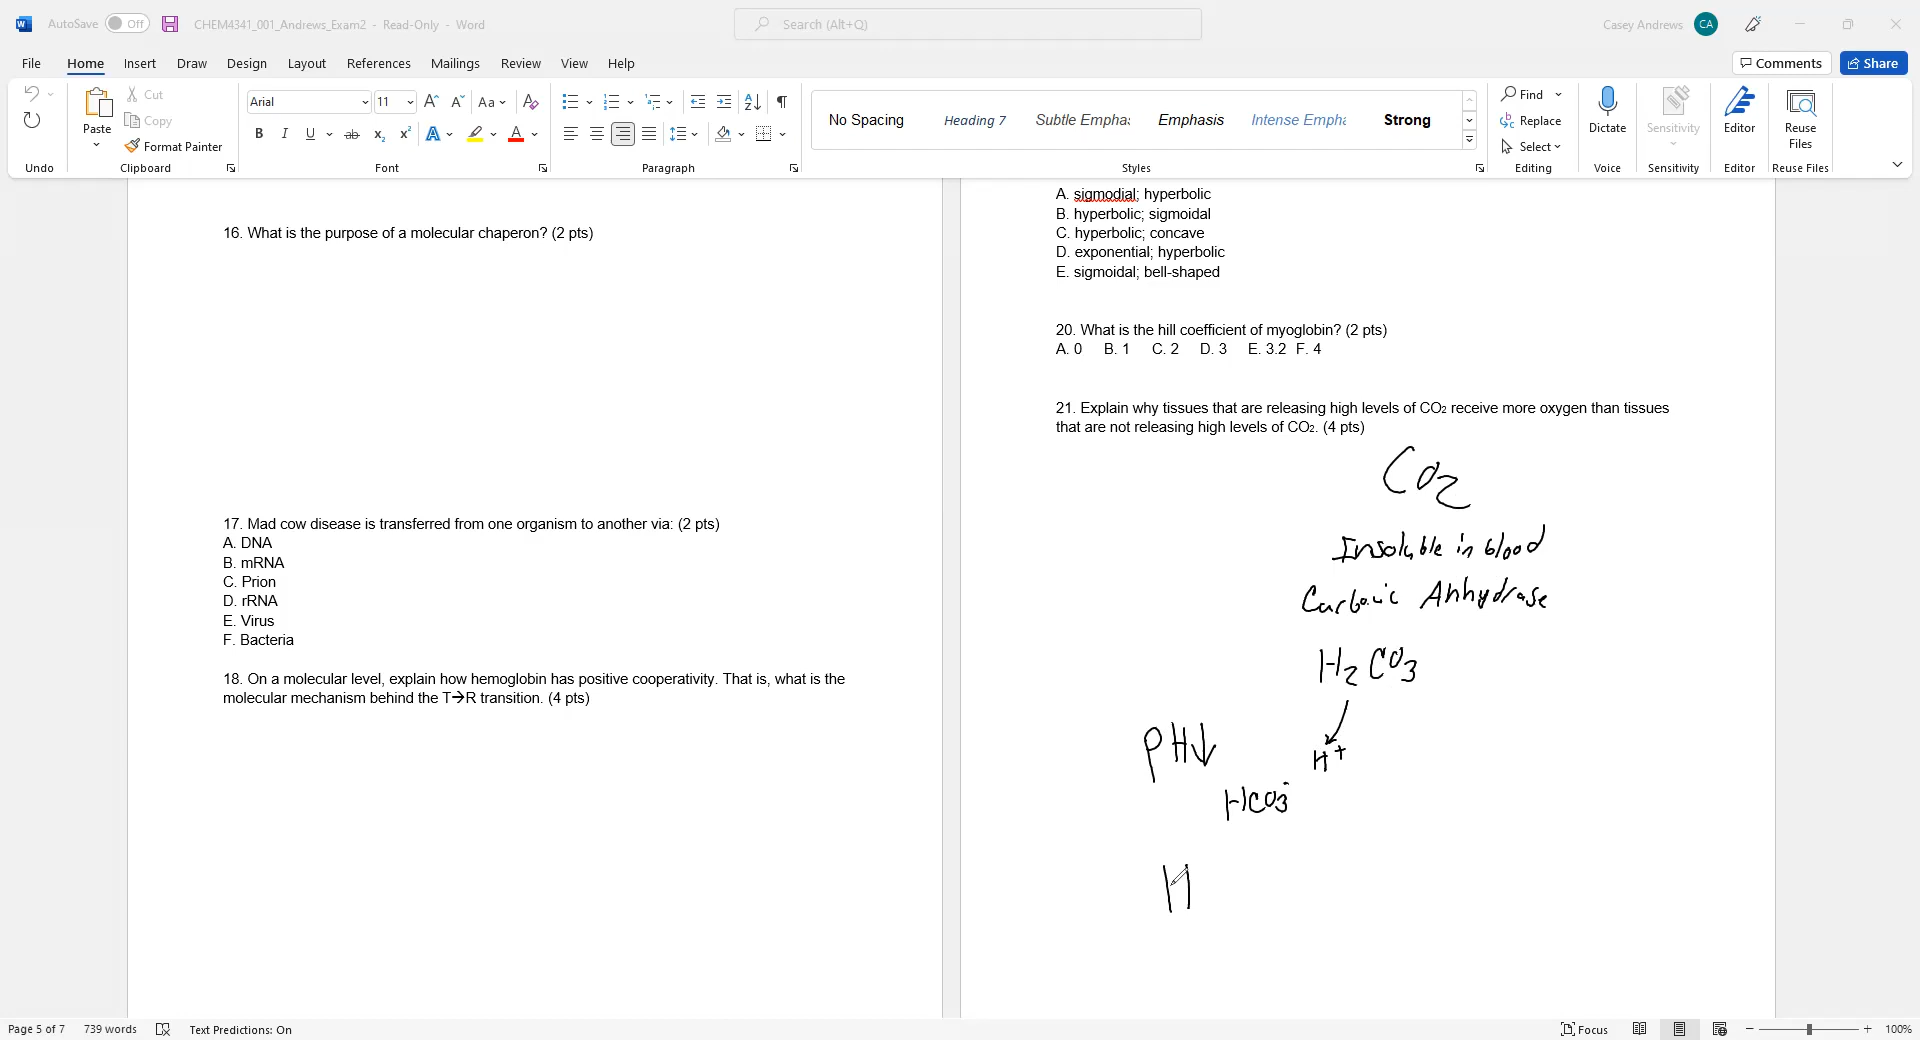 AutoSave Off CHEM4341_001_Andrews_Exam2 - Read-Only - Word Search (Alt+Q) Casey Andrews CA
File Home Insert Draw Design Layout References Mailings Review View Help Comments Share
Paste Cut Copy Format Painter
Arial 11 Aa
No Spacing Heading 7 Subtle Emphas Emphasis Intense Empha Strong
Find Replace Select
Dictate Sensitivity Editor Reuse Files
Undo Clipboard Font Paragraph Styles Editing Voice Sensitivity Editor Reuse Files
16. What is the purpose of a molecular chaperon? (2 pts)
17. Mad cow disease is transferred from one organism to another via: (2 pts)
A. DNA
B. mRNA
C. Prion
D. rRNA
E. Virus
F. Bacteria
18. On a molecular level, explain how hemoglobin has positive cooperativity. That is, what is the
molecular mechanism behind the T→R transition. (4 pts)
A. sigmodial; hyperbolic
B. hyperbolic; sigmoidal
C. hyperbolic; concave
D. exponential; hyperbolic
E. sigmoidal; bell-shaped
20. What is the hill coefficient of myoglobin? (2 pts)
A. 0 B. 1 C. 2 D. 3 E. 3.2 F. 4
21. Explain why tissues that are releasing high levels of CO2 receive more oxygen than tissues
that are not releasing high levels of CO2. (4 pts)
CO2
Insoluble in blood
Carbonic Anhydrase
H2CO3
PH↓
H+
HCO3-
Page 5 of 7 739 words Text Predictions: On Focus 100%